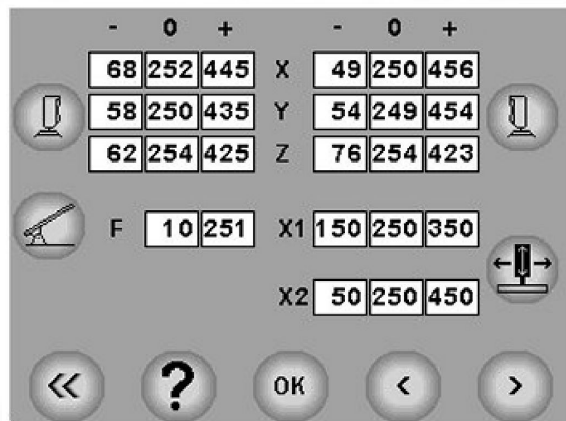 - 0 + - 0 +
68 252 445 X 49 250 456
58 250 435 Y 54 249 454
62 254 425 Z 76 254 423
F 10 251 X1 150 250 350
X2 50 250 450
« ? OK < >